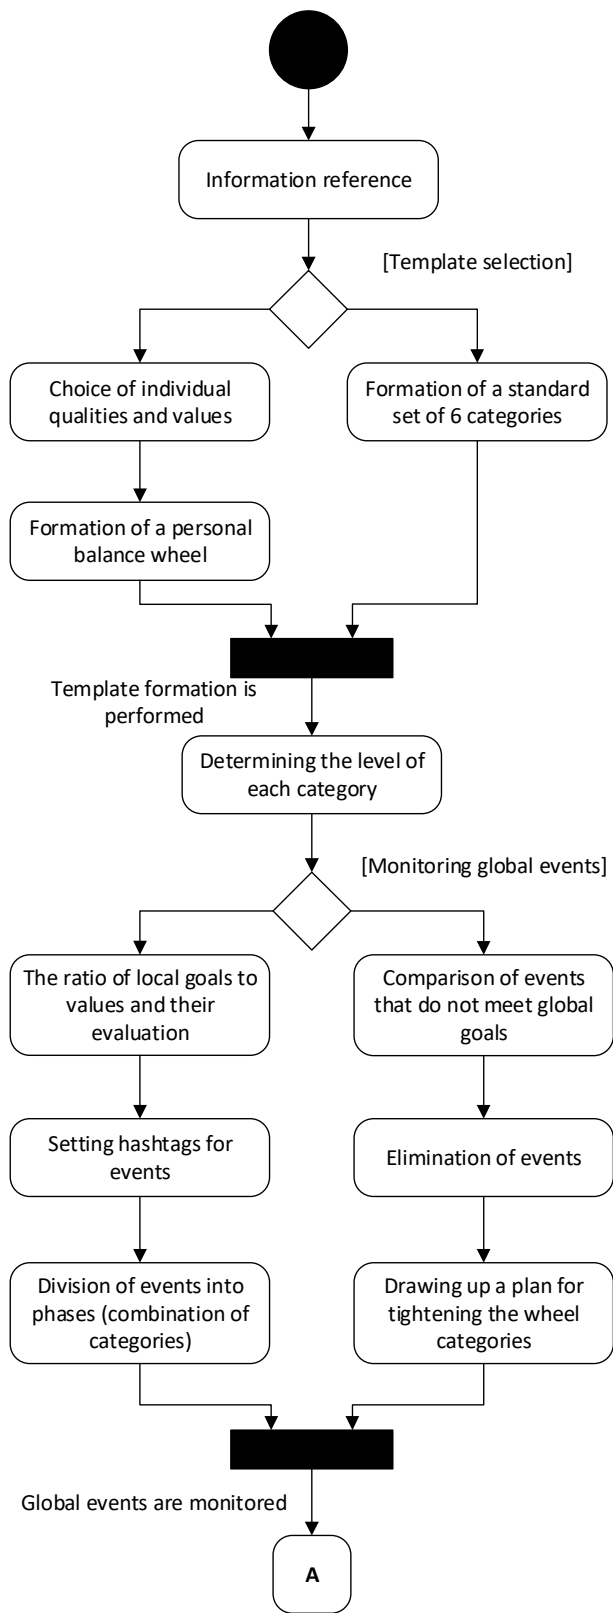 Information reference
[Template selection]
Choice of individual
qualities and values
Formation of a standard
set of 6 categories
Formation of a personal
balance wheel
Template formation is
performed
Determining the level of
each category
[Monitoring global events]
The ratio of local goals to
values and their
evaluation
Comparison of events
that do not meet global
goals
Setting hashtags for
events
Elimination of events
Division of events into
phases (combination of
categories)
Drawing up a plan for
tightening the wheel
categories
Global events are monitored
A